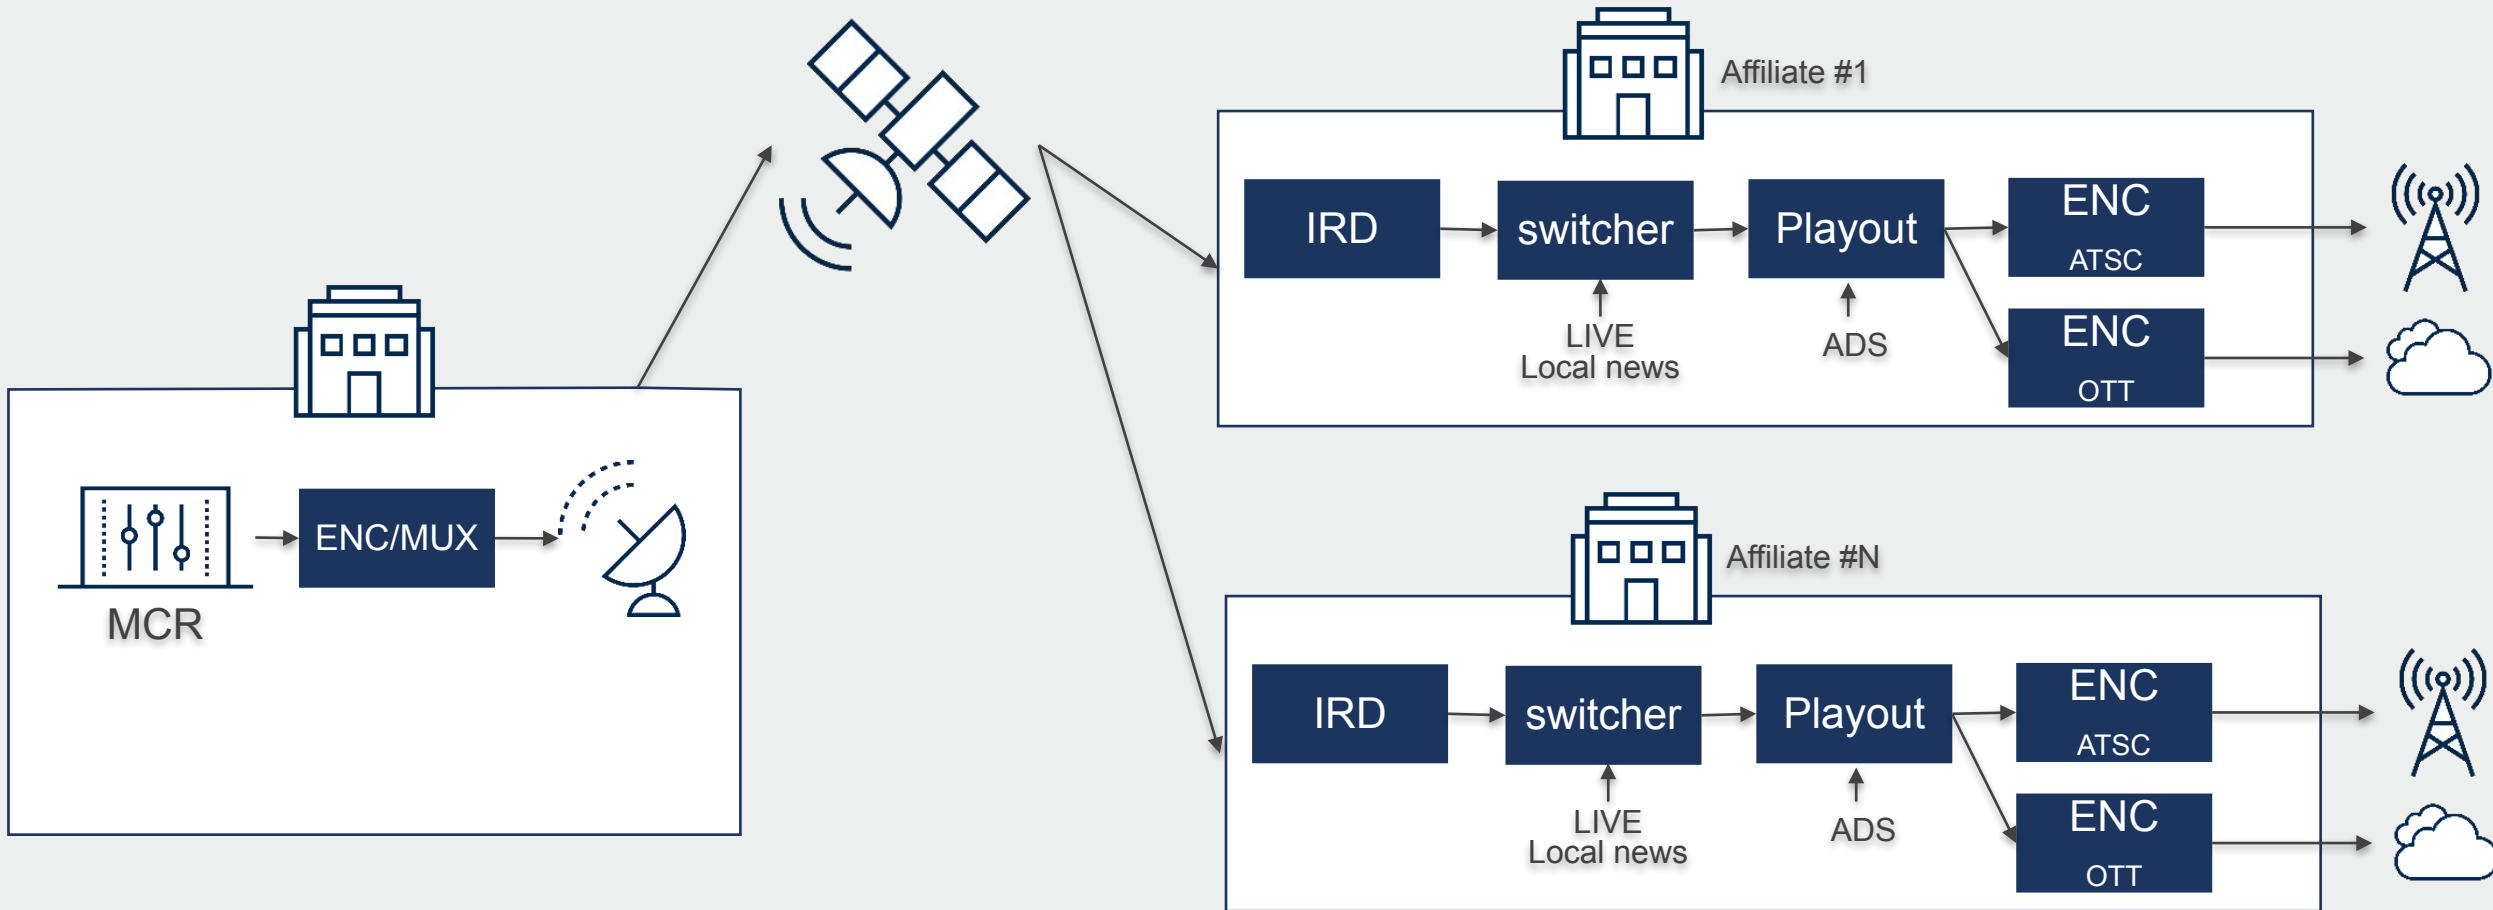 MCR
ENC/MUX
Affiliate #1
IRD
switcher
Playout
ENC
ATSC
ENC
OTT
LIVE
Local news
ADS
Affiliate #N
IRD
switcher
Playout
ENC
ATSC
ENC
OTT
LIVE
Local news
ADS